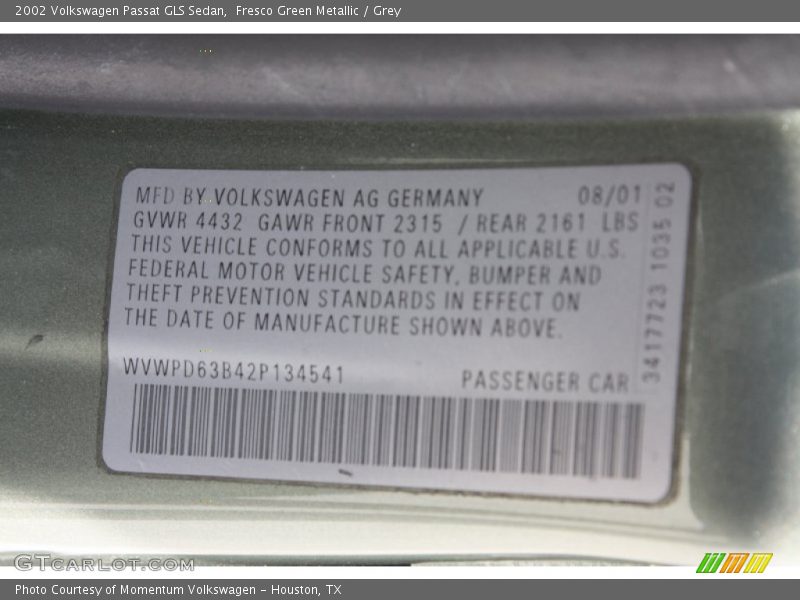 2002 Volkswagen Passat GLS Sedan,  Fresco Green Metallic / Grey
MFD BY VOLKSWAGEN AG GERMANY 08/01
GVWR 4432 GAWR FRONT 2315 / REAR 2161 LBS
THIS VEHICLE CONFORMS TO ALL APPLICABLE U.S.
FEDERAL MOTOR VEHICLE SAFETY, BUMPER AND
THEFT PREVENTION STANDARDS IN EFFECT ON
THE DATE OF MANUFACTURE SHOWN ABOVE.
WVWPD63B42P134541 PASSENGER CAR
3417723 1035 02
GTCARLOT.COM
Photo Courtesy of Momentum Volkswagen - Houston, TX